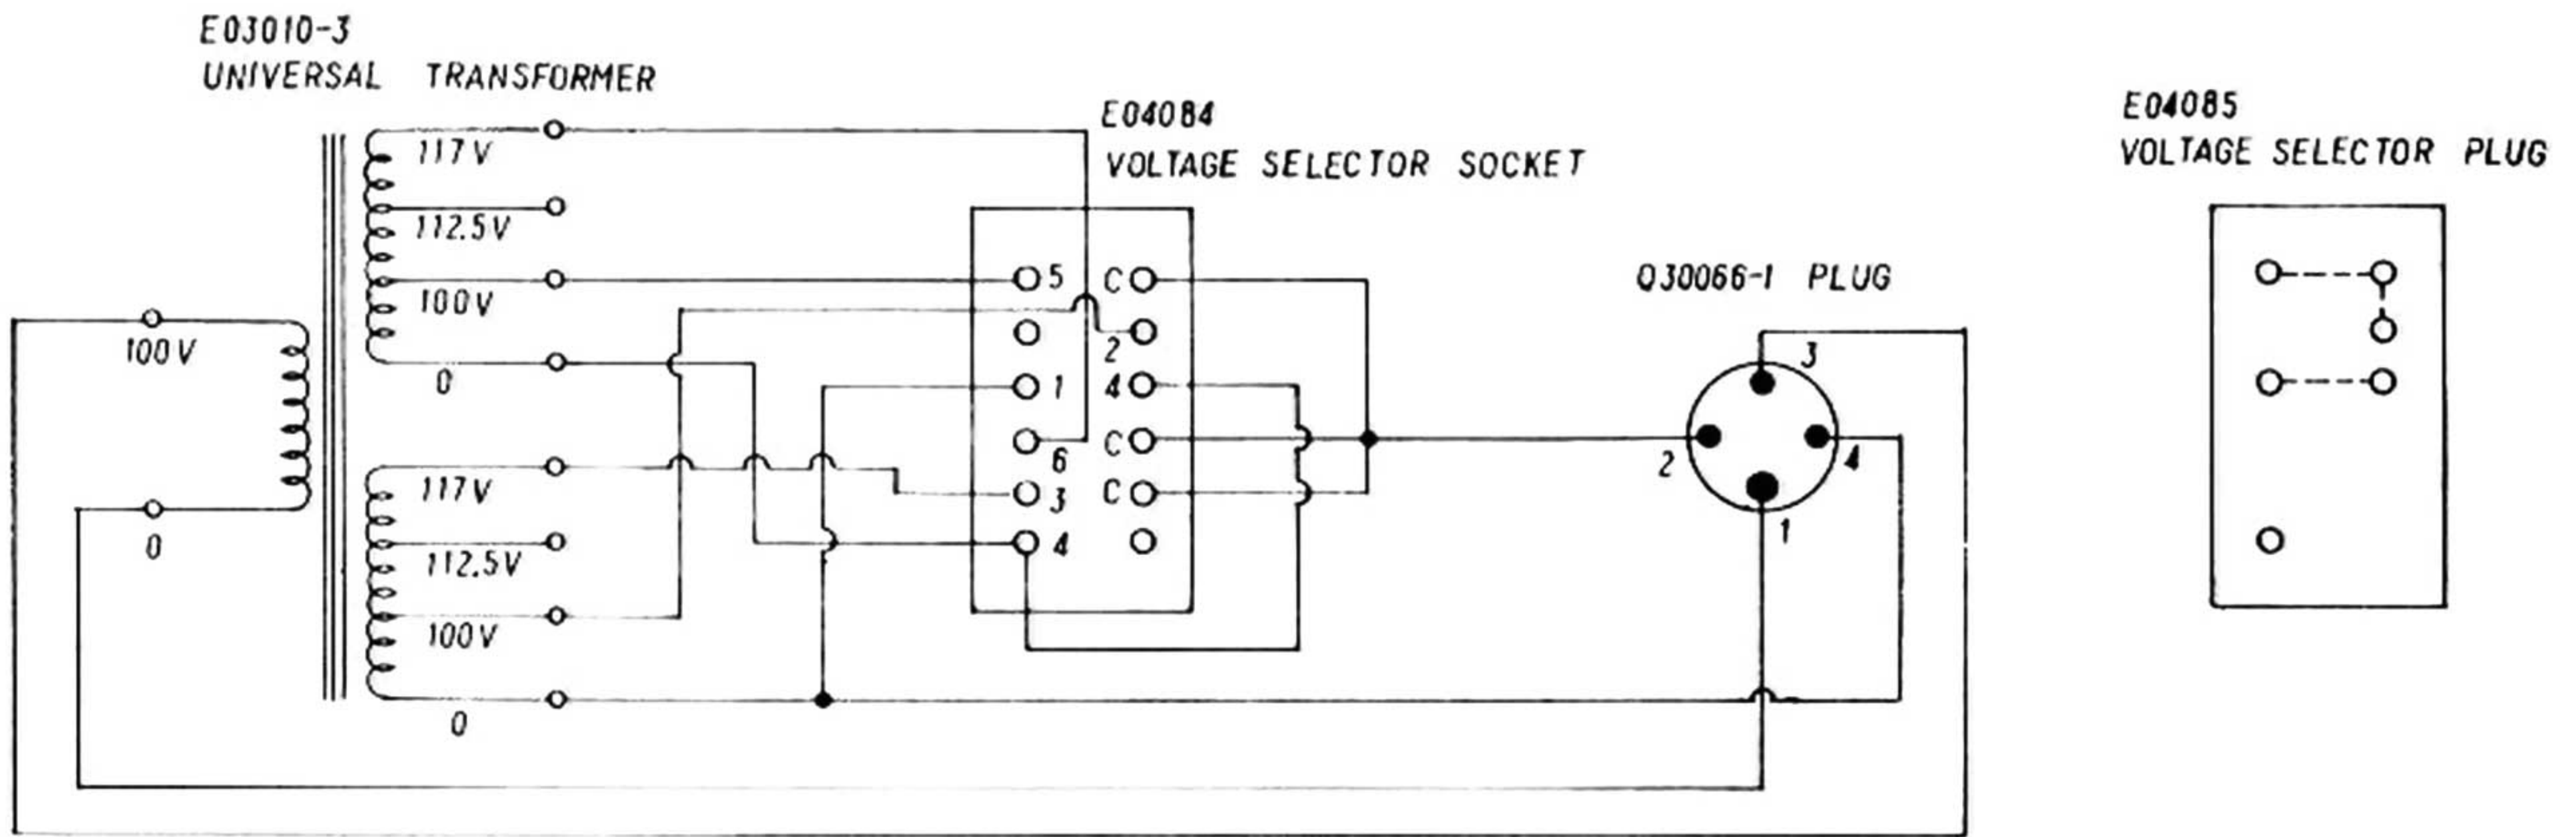 E03010-3
UNIVERSAL TRANSFORMER
117V
112.5V
100V
0
100V
0
117V
112.5V
100V
0
E04084
VOLTAGE SELECTOR SOCKET
5 C
2
1 4
C
6
3 C
4
Q30066-1 PLUG
3
2
4
1
E04085
VOLTAGE SELECTOR PLUG